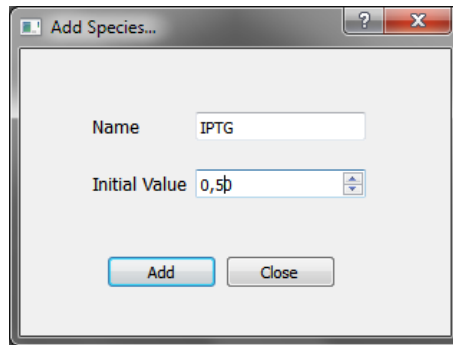 Add Species...
?
Name IPTG
Initial Value 0,50
Add Close